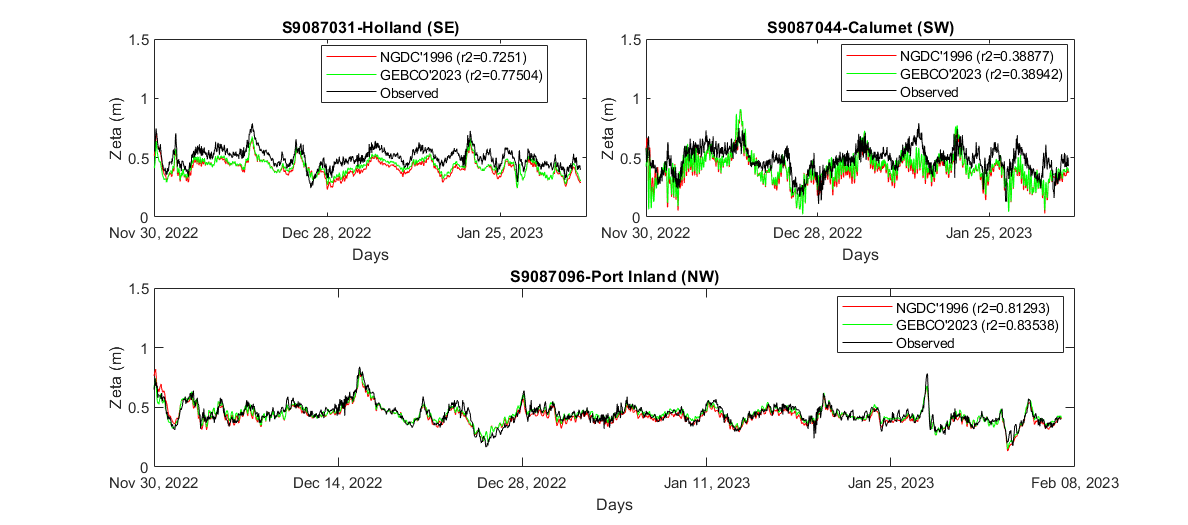 S9087031-Holland (SE)
1.5
1
0.5
0
Zeta (m)
NGDC'1996 (r2=0.7251)
GEBCO'2023 (r2=0.77504)
Observed
Nov 30, 2022
Dec 28, 2022
Jan 25, 2023
Days
S9087044-Calumet (SW)
1.5
1
0.5
0
Zeta (m)
NGDC'1996 (r2=0.38877)
GEBCO'2023 (r2=0.38942)
Observed
Nov 30, 2022
Dec 28, 2022
Jan 25, 2023
Days
S9087096-Port Inland (NW)
1.5
1
0.5
0
Zeta (m)
NGDC'1996 (r2=0.81293)
GEBCO'2023 (r2=0.83538)
Observed
Nov 30, 2022
Dec 14, 2022
Dec 28, 2022
Jan 11, 2023
Jan 25, 2023
Feb 08, 2023
Days